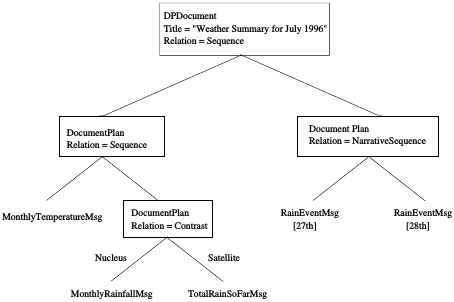 DPDocument
Title = "Weather Summary for July 1996"
Relation = Sequence
DocumentPlan
Relation = Sequence
Document Plan
Relation = NarrativeSequence
MonthlyTemperatureMsg
DocumentPlan
Relation = Contrast
RainEventMsg
[27th]
RainEventMsg
[28th]
Nucleus
Satellite
MonthlyRainfallMsg
TotalRainSoFarMsg